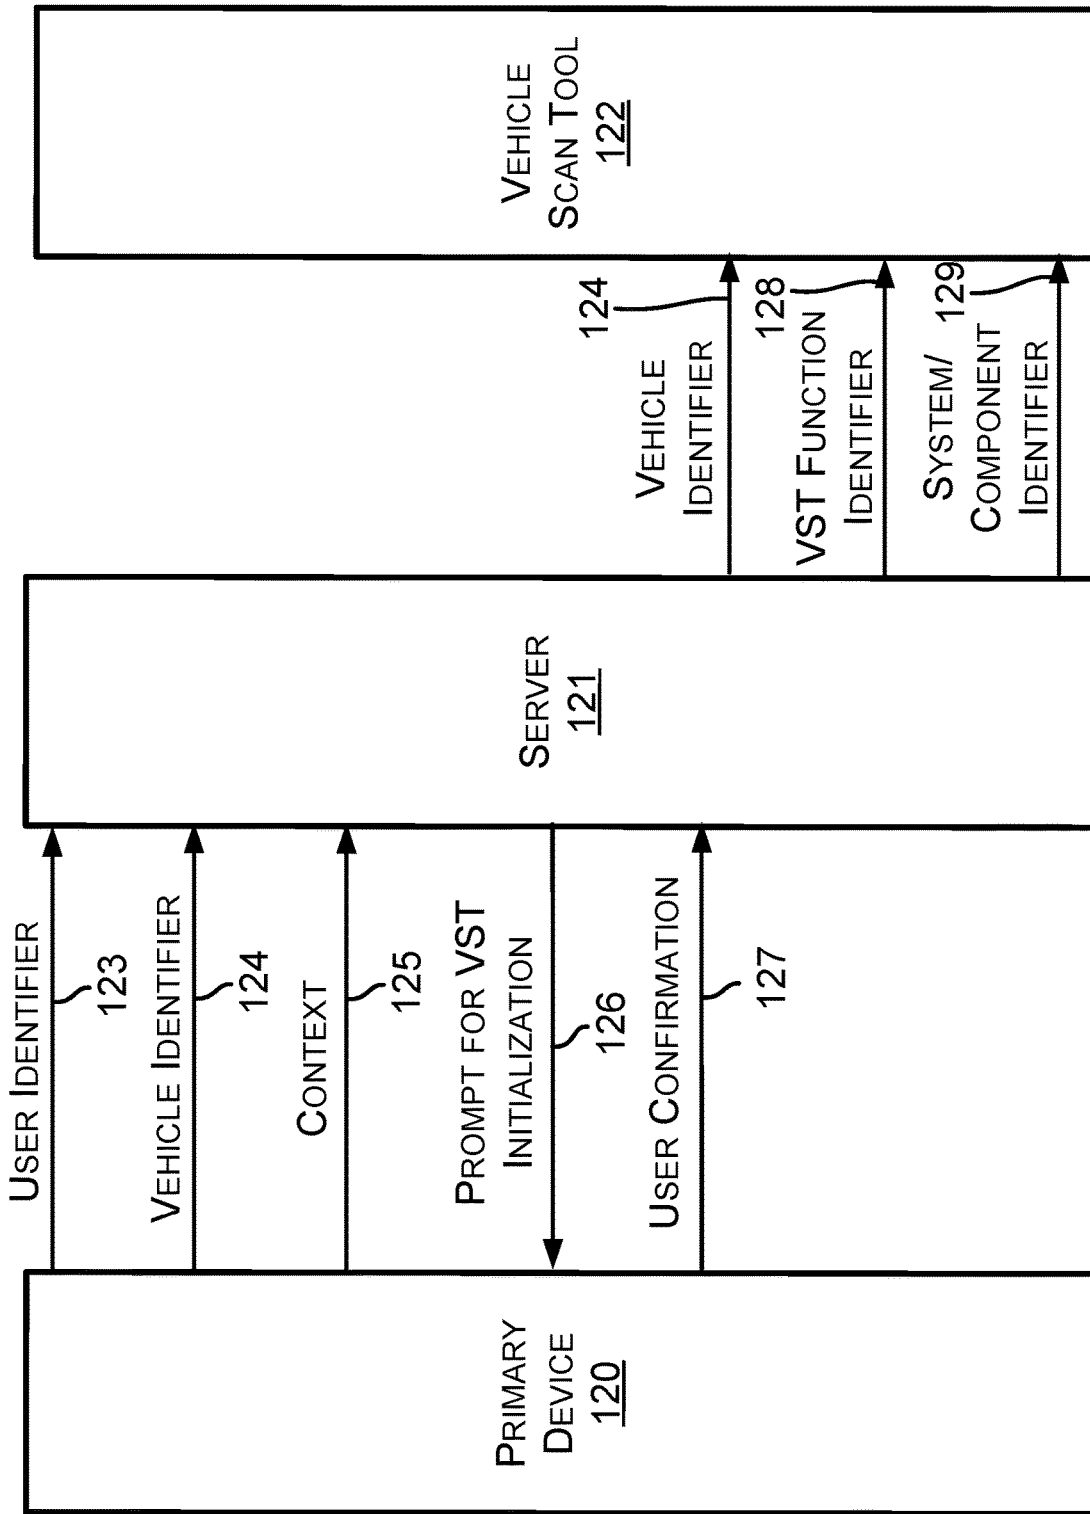 PRIMARY
DEVICE
120
USER IDENTIFIER
123
VEHICLE IDENTIFIER
124
CONTEXT
125
PROMPT FOR VST
INITIALIZATION
126
USER CONFIRMATION
127
SERVER
121
VEHICLE
IDENTIFIER
124
VST FUNCTION
IDENTIFIER
128
SYSTEM/
COMPONENT
IDENTIFIER
129
VEHICLE
SCAN TOOL
122